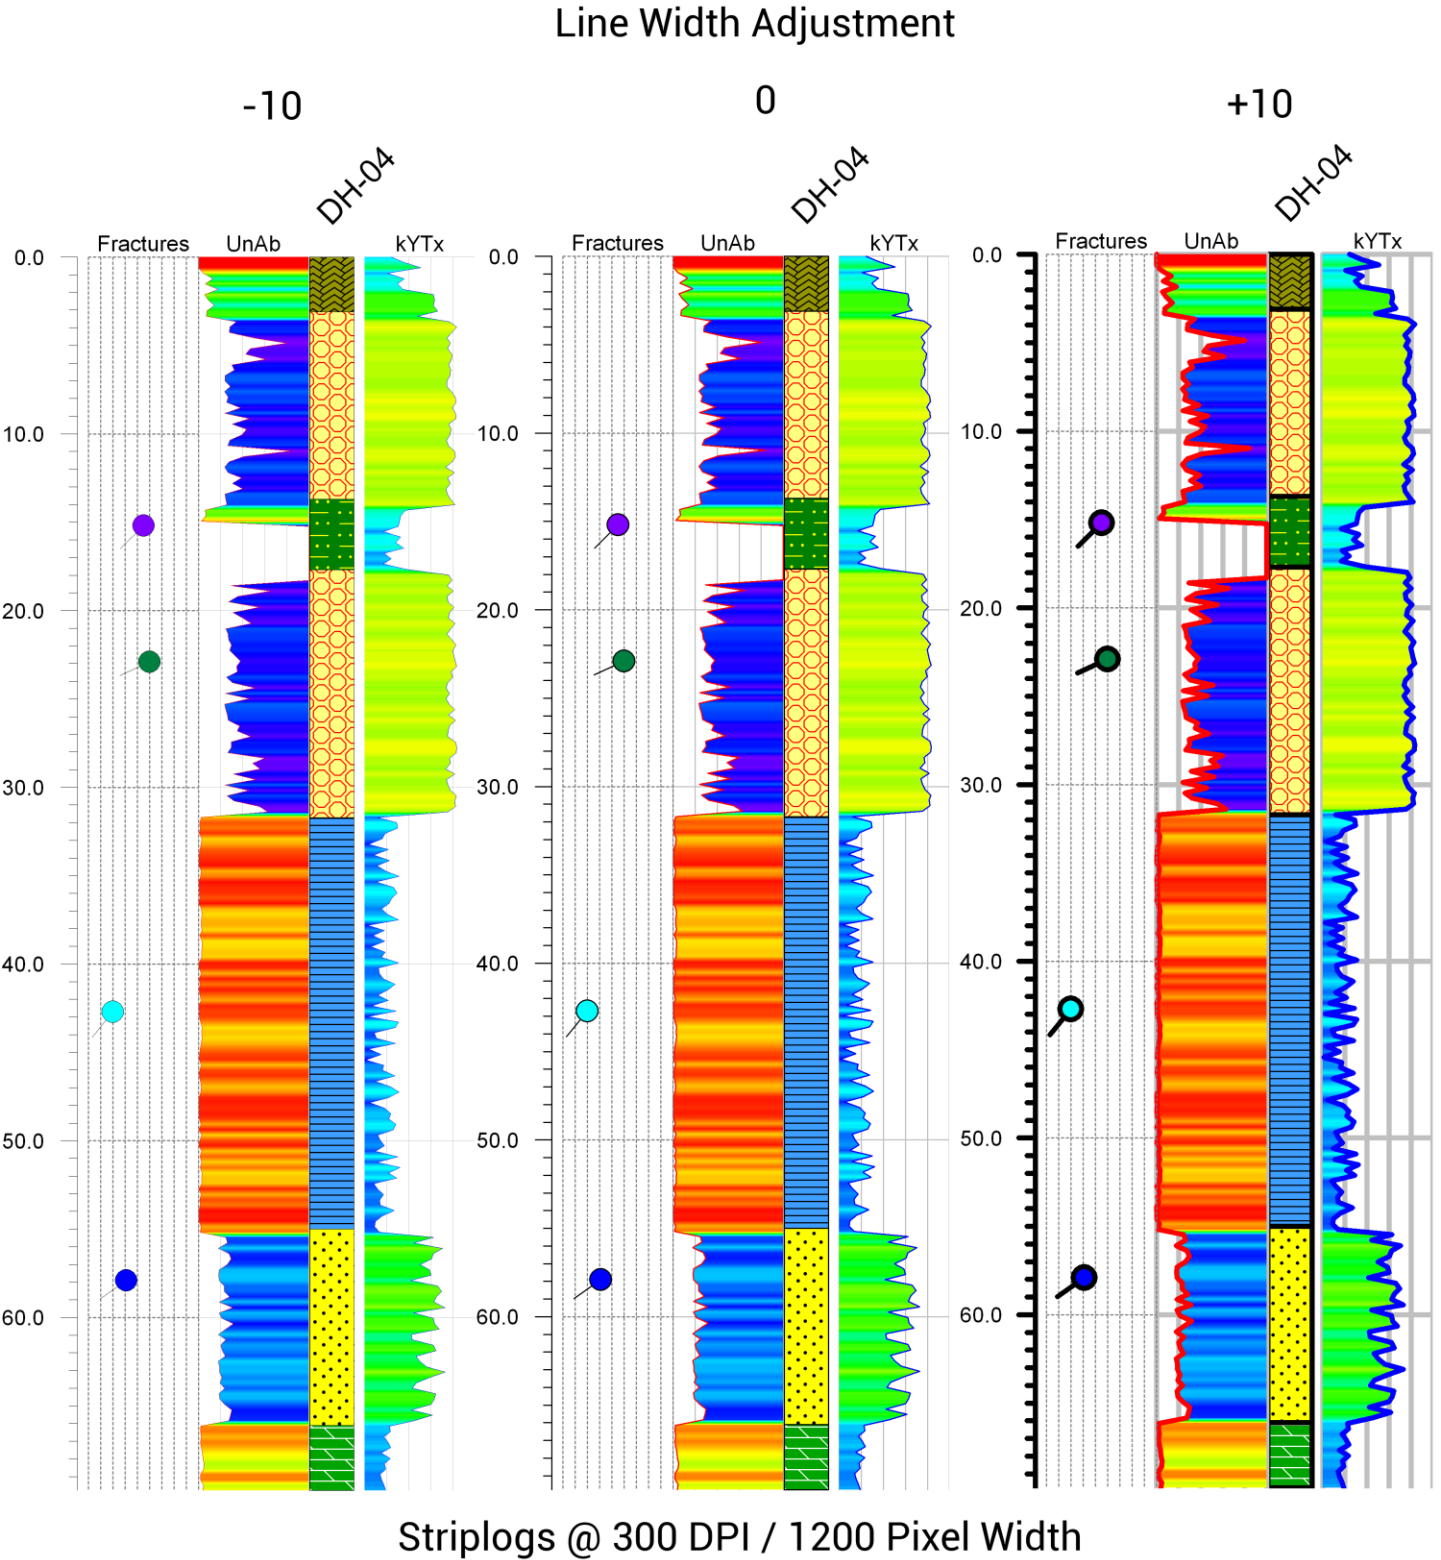 Line Width Adjustment
-10 0 +10
DH-04 DH-04 DH-04
Fractures UnAb kYTx Fractures UnAb kYTx Fractures UnAb kYTx
0.0 0.0 0.0
10.0 10.0 10.0
20.0 20.0 20.0
30.0 30.0 30.0
40.0 40.0 40.0
50.0 50.0 50.0
60.0 60.0 60.0
Striplogs @ 300 DPI / 1200 Pixel Width